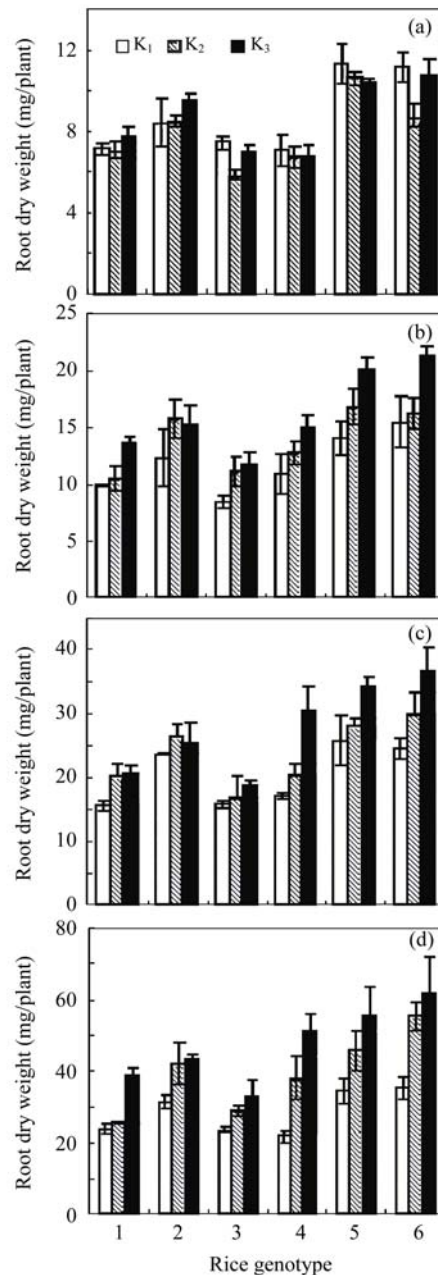 (a)
K₁ K₂ K₃
Root dry weight (mg/plant)
12
8
4
0
(b)
Root dry weight (mg/plant)
25
20
15
10
5
0
(c)
Root dry weight (mg/plant)
40
30
20
10
0
(d)
Root dry weight (mg/plant)
80
60
40
20
0
1 2 3 4 5 6
Rice genotype